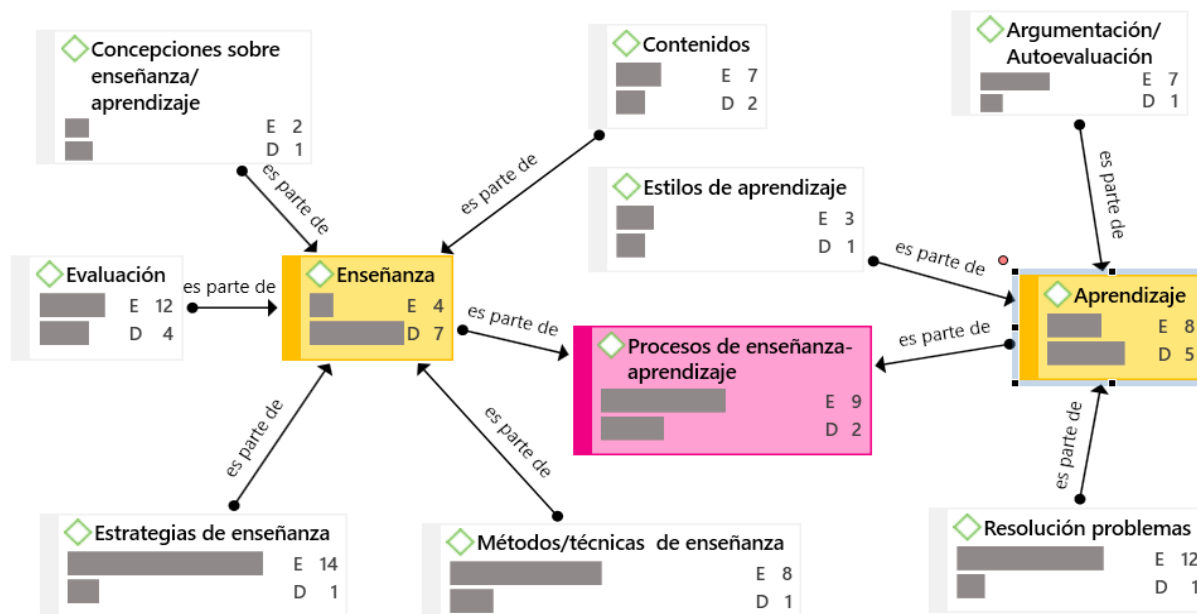 Concepciones sobre
enseñanza/
aprendizaje
E 2
D 1
Contenidos
E 7
D 2
Argumentación/
Autoevaluación
E 7
D 1
es parte de
es parte de
es parte de
Estilos de aprendizaje
E 3
D 1
es parte de
Evaluación
E 12
D 4
es parte de
Enseñanza
E 4
D 7
es parte de
Procesos de enseñanza-
aprendizaje
E 9
D 2
es parte de
Aprendizaje
E 8
D 5
es parte de
es parte de
es parte de
Estrategias de enseñanza
E 14
D 1
Métodos/técnicas de enseñanza
E 8
D 1
Resolución problemas
E 12
D 1